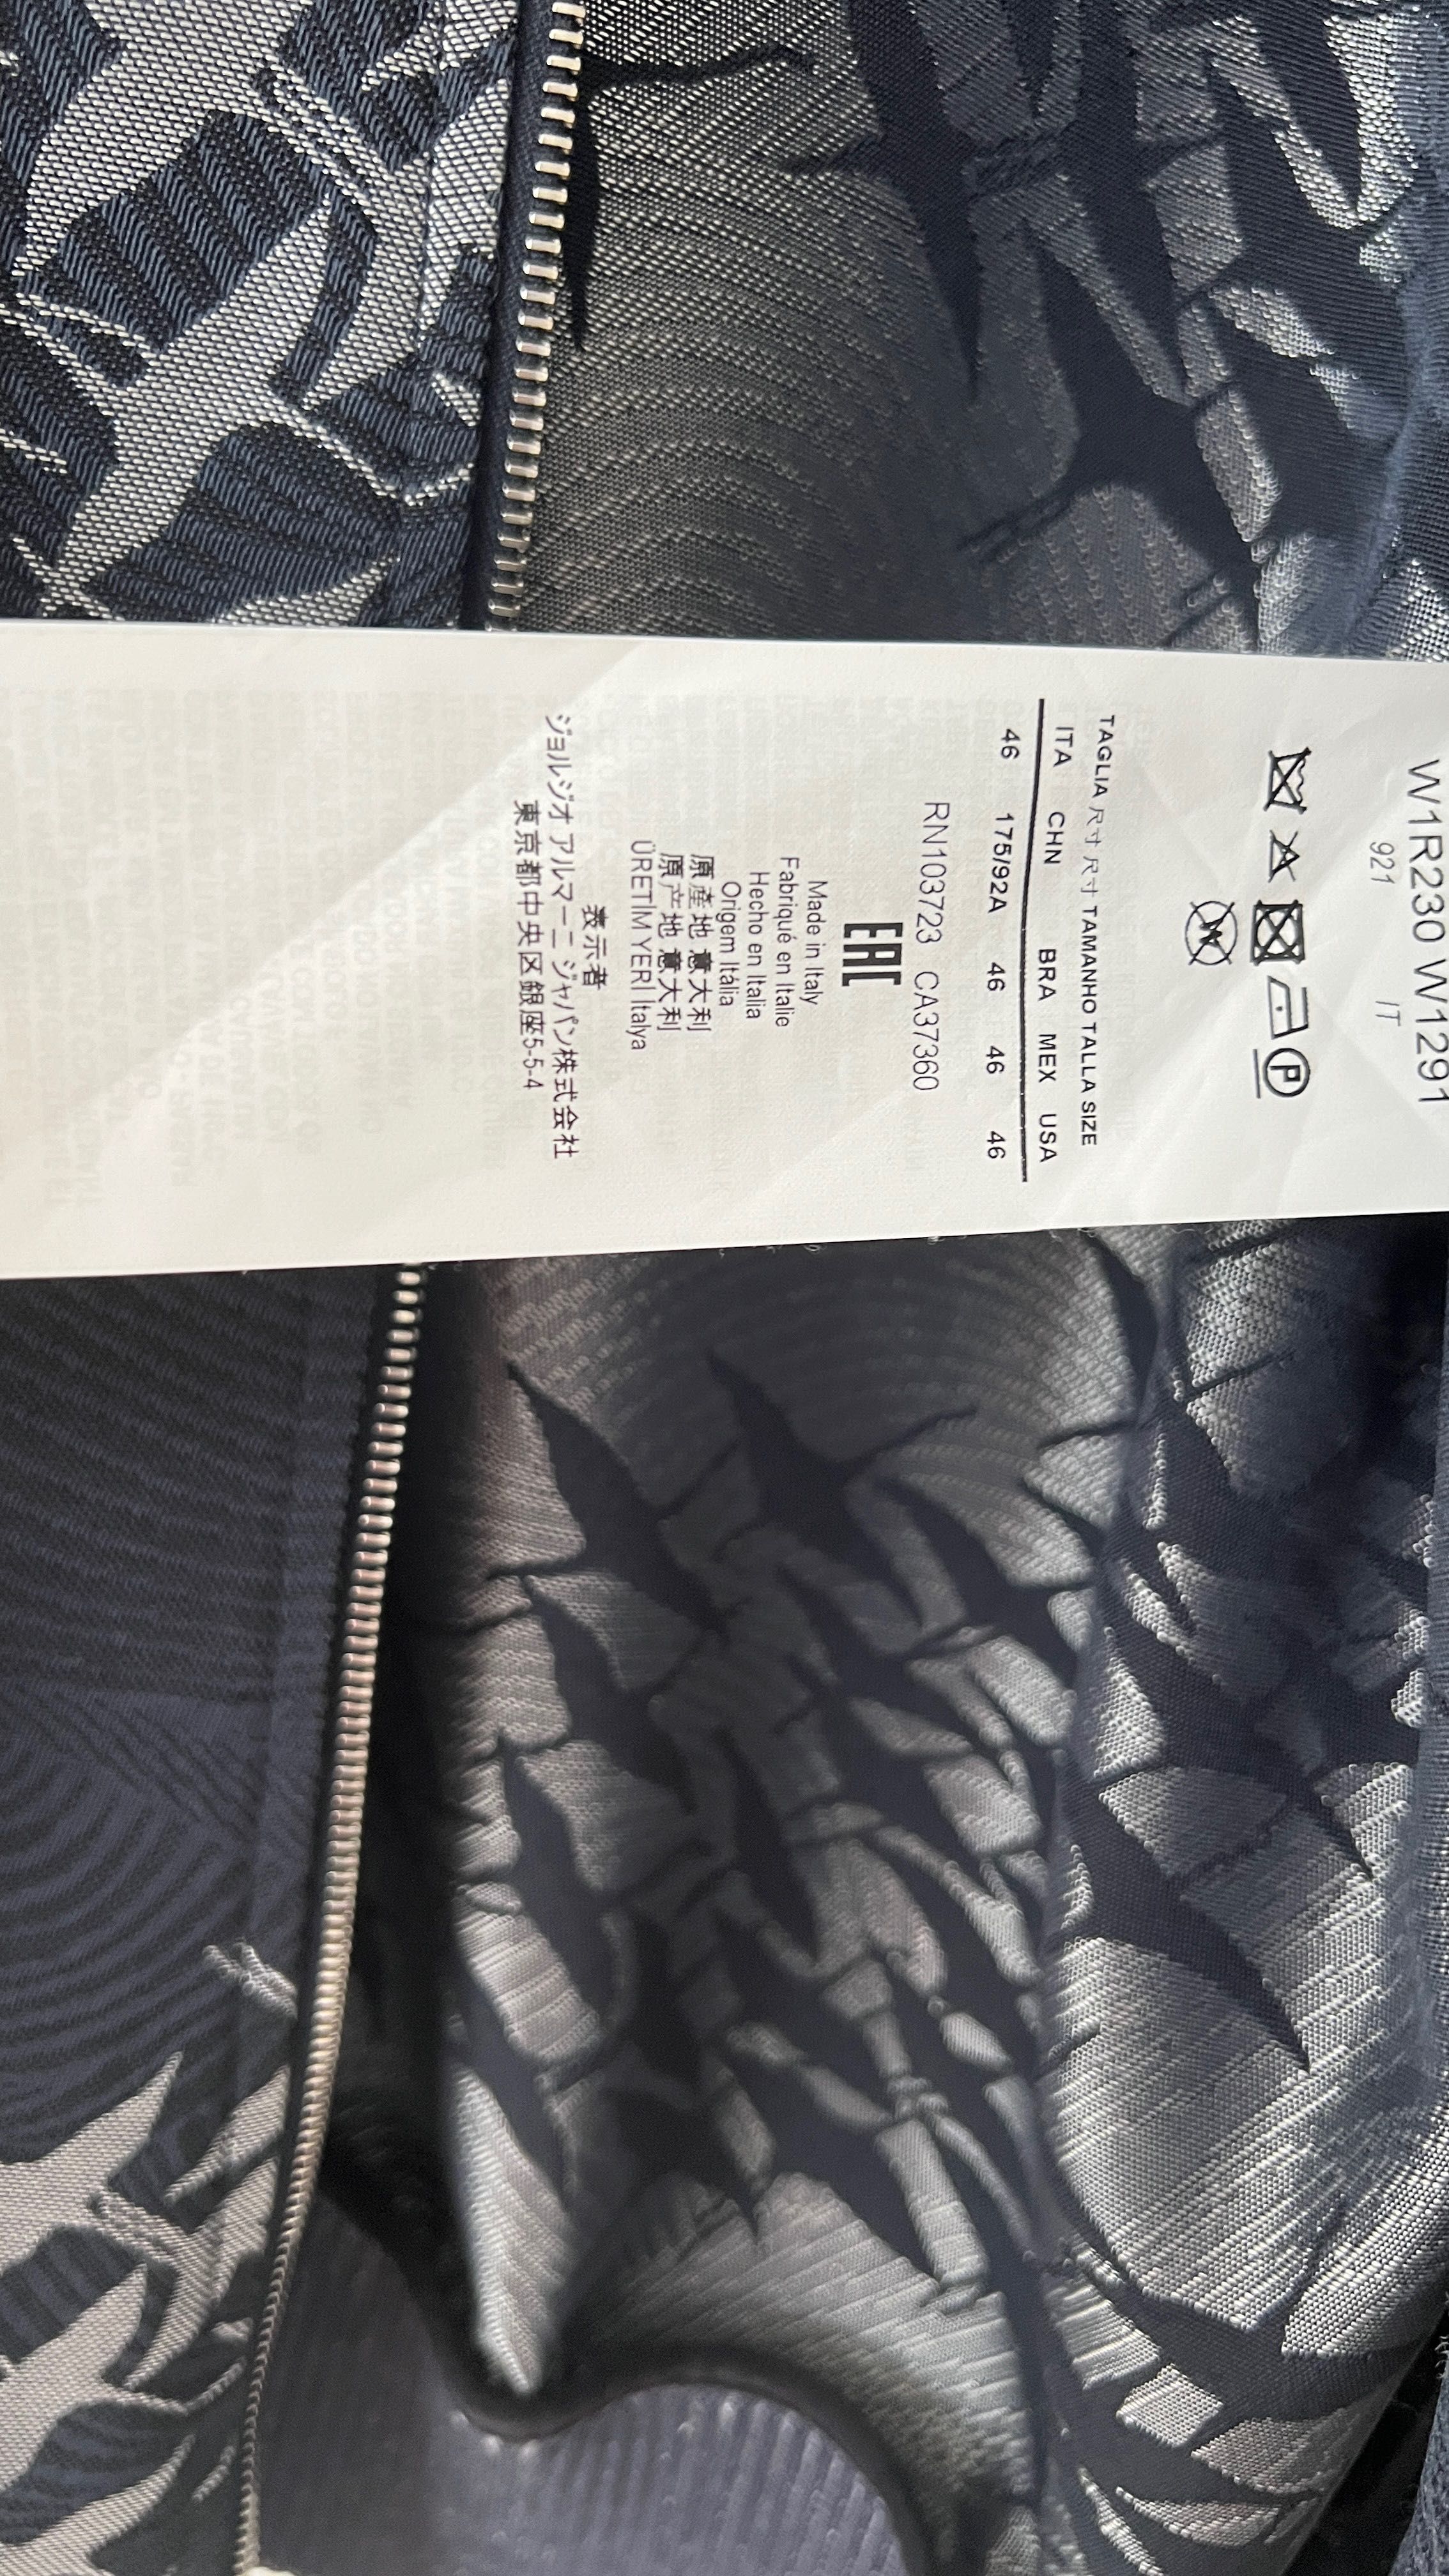 W1R230 W1291
921 IT
P
W
TAGLIA 尺寸 尺寸 TAMANHO TALLA SIZE
ITA CHN BRA MEX USA
46 175/92A 46 46 46
RN103723 CA37360
EAC
Made in Italy
Fabriqué en Italie
Hecho en Italia
Origem Itália
原產地 意大利
原产地 意大利
ÜRETİM YERİ İtalya
表示者
ジョルジオ アルマーニ ジャパン株式会社
東京都中央区銀座5-5-4